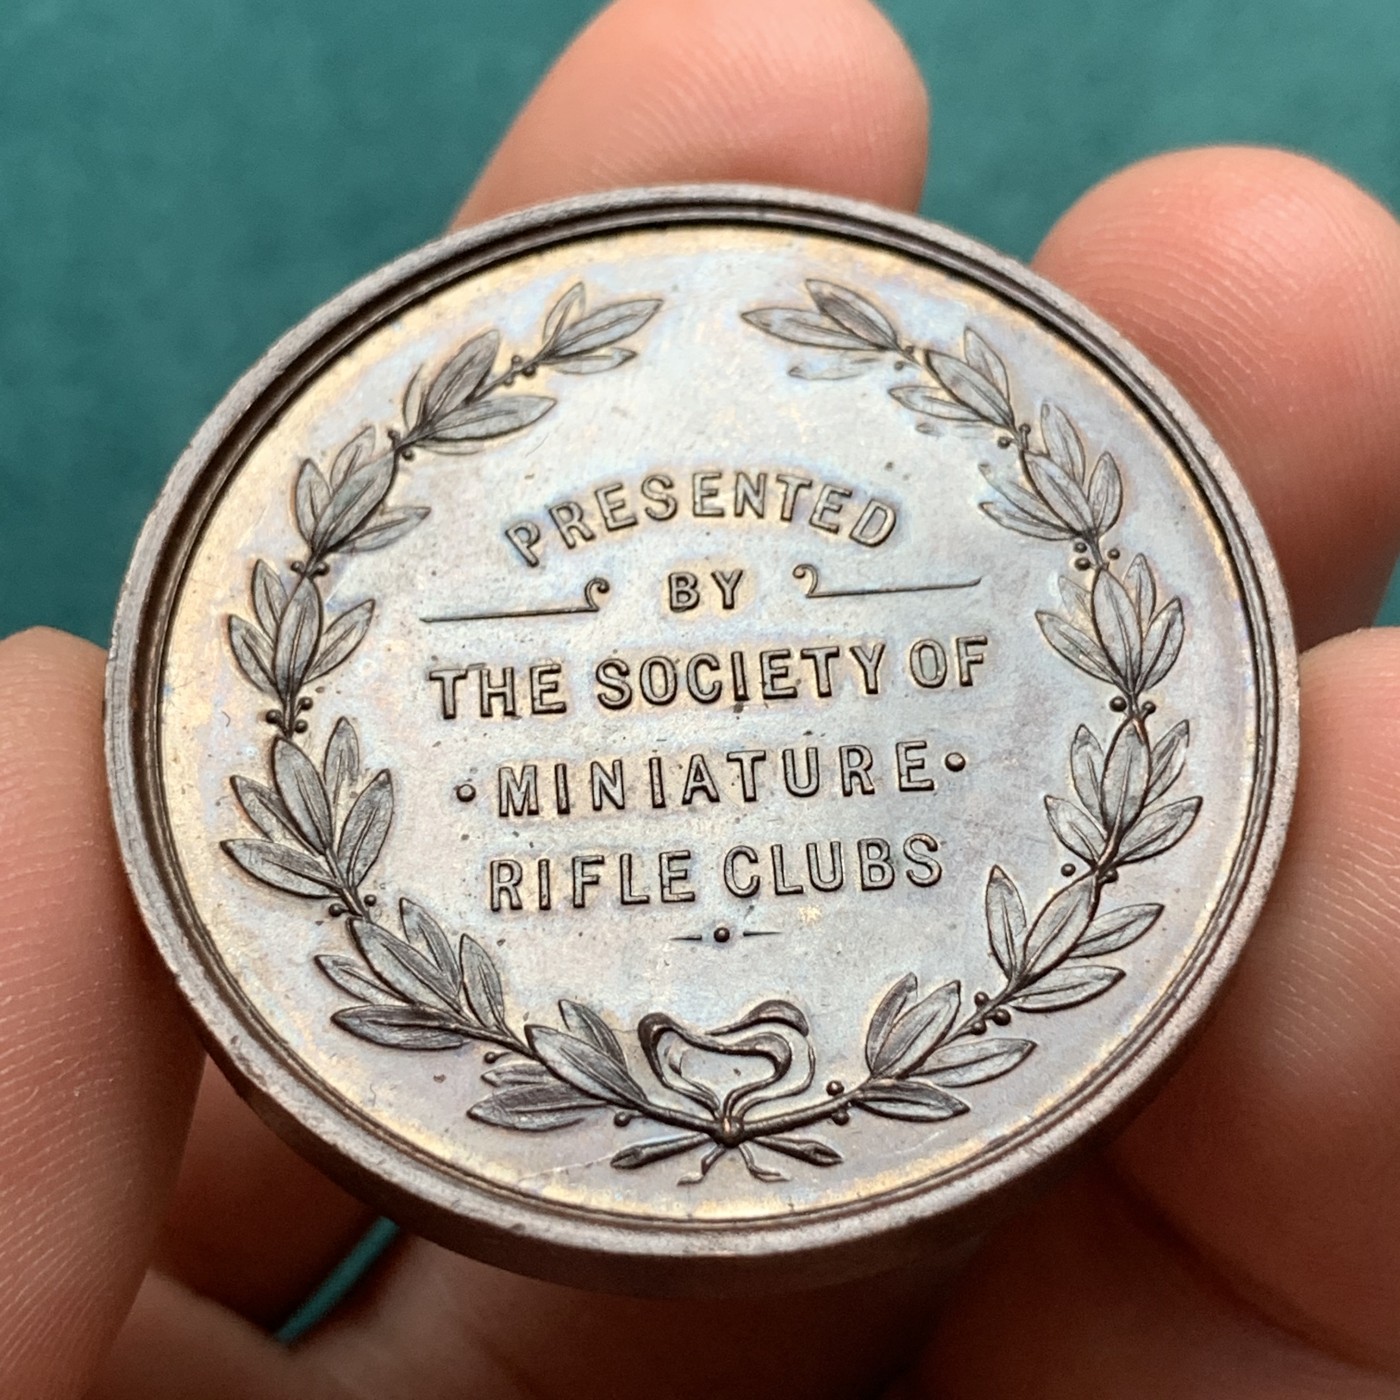 PRESENTED
BY
THE SOCIETY OF
·MINIATURE·
RIFLE CLUBS